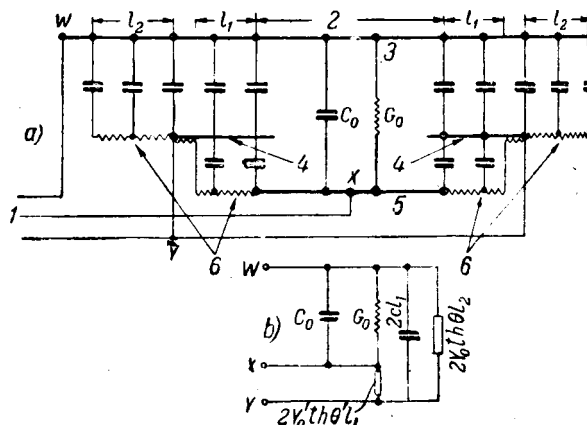 l₂ l₁ 2 l₁ l₂
W
3
a) C₀ G₀
4 4
X
1 5
Y 6 6
W
b) C₀ G₀ 2cl₁ 2γ₀thθl₂
X
Y
2γ₀'thθ'l₁